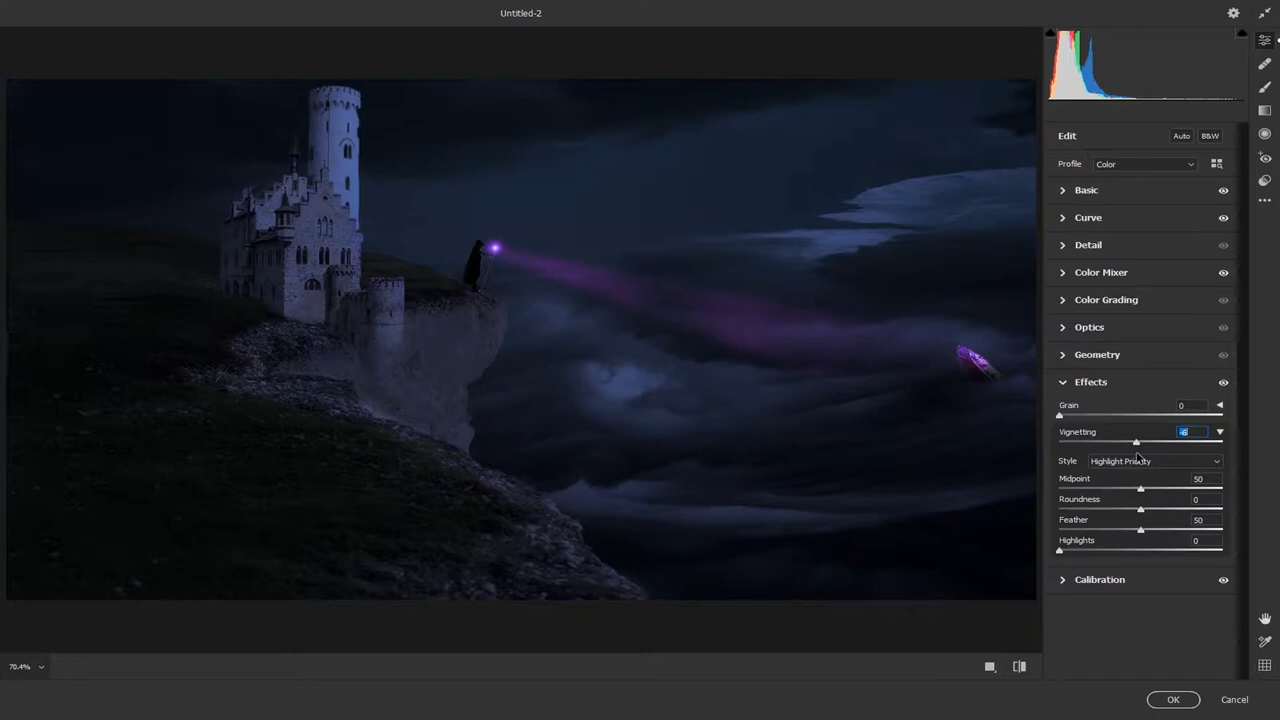 Untitled-2
Edit Auto B&W
Profile Color
Basic
Curve
Detail
Color Mixer
Color Grading
Optics
Geometry
Effects
Grain 0
Vignetting -6
Style Highlight Priority
Midpoint 50
Roundness 0
Feather 50
Highlights 0
Calibration
70.4%
OK Cancel